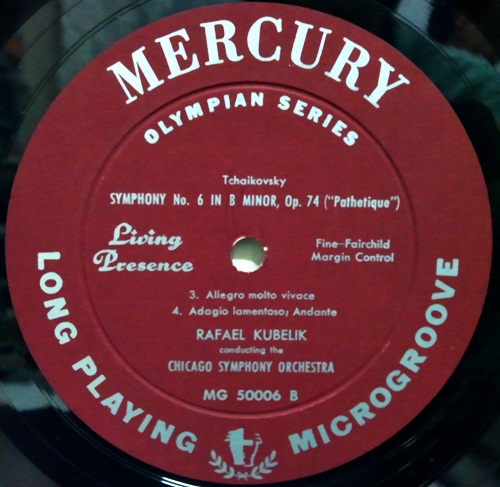 MERCURY
OLYMPIAN SERIES
Tchaikovsky
SYMPHONY No. 6 IN B MINOR, Op. 74 ("Pathetique")
Living
Presence
Fine-Fairchild
Margin Control
3. Allegro molto vivace
4. Adagio lamentoso; Andante
RAFAEL KUBELIK
conducting the
CHICAGO SYMPHONY ORCHESTRA
MG 50006 B
LONG PLAYING MICROGROOVE